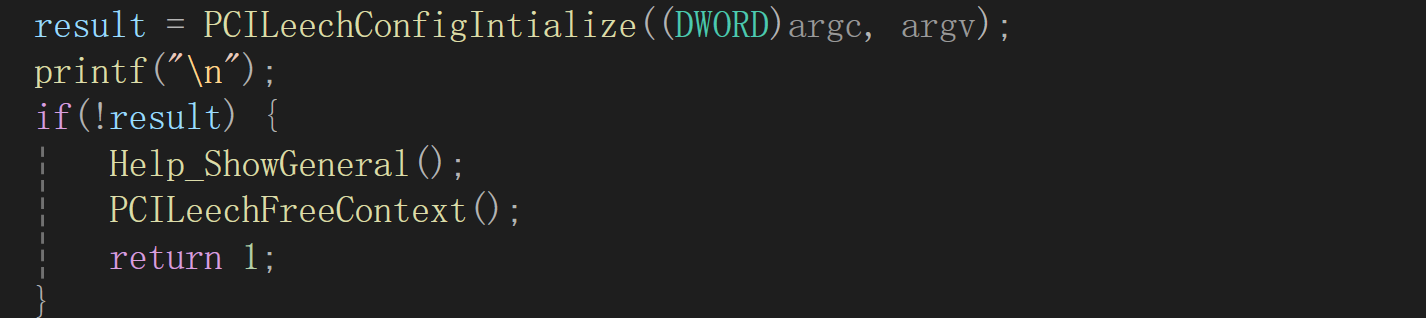 result = PCILeechConfigIntialize((DWORD)argc, argv);
printf("\n");
if(!result) {
Help_ShowGeneral();
PCILeechFreeContext();
return 1;
}